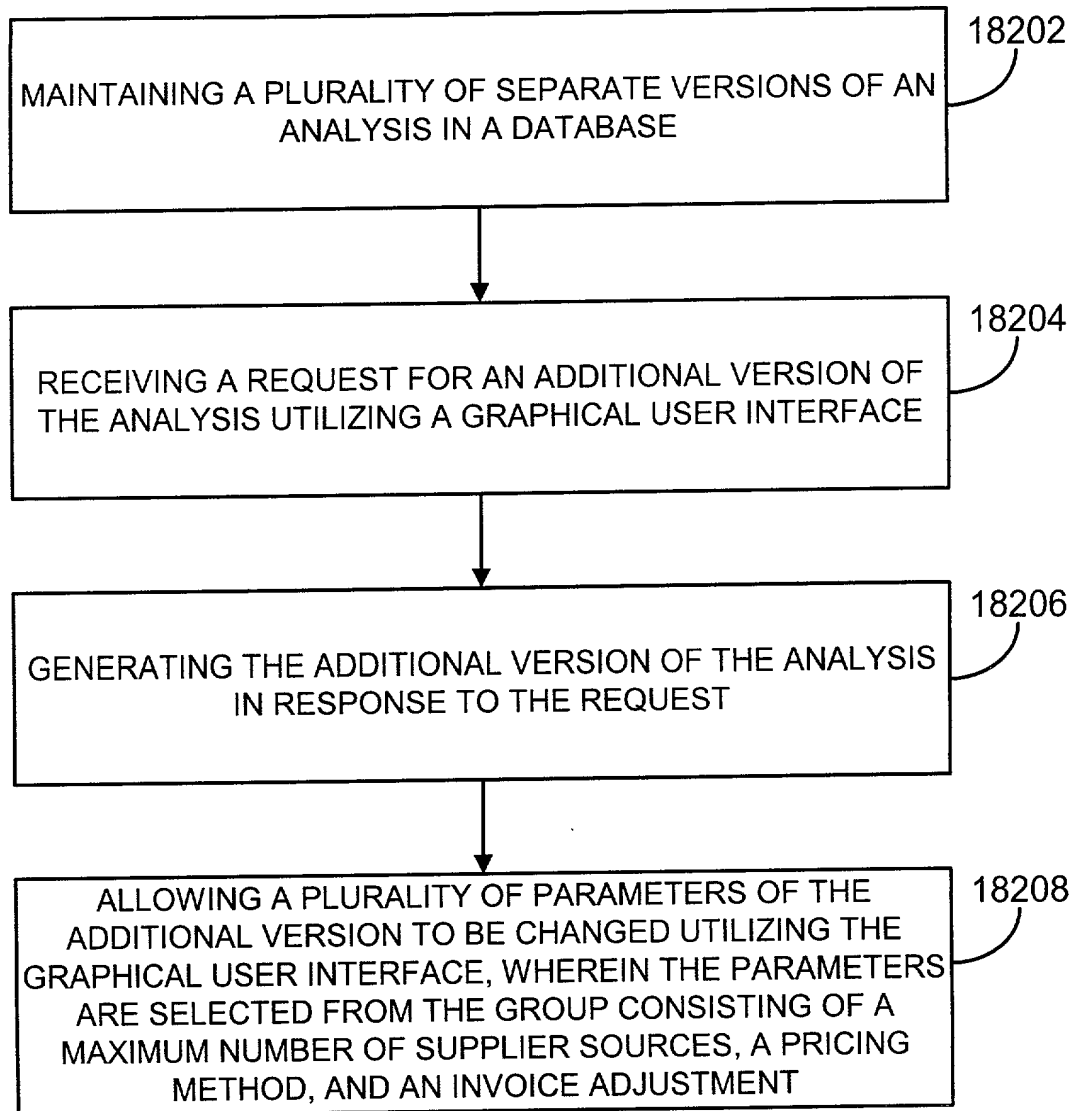 18202
MAINTAINING A PLURALITY OF SEPARATE VERSIONS OF AN
ANALYSIS IN A DATABASE
18204
RECEIVING A REQUEST FOR AN ADDITIONAL VERSION OF
THE ANALYSIS UTILIZING A GRAPHICAL USER INTERFACE
18206
GENERATING THE ADDITIONAL VERSION OF THE ANALYSIS
IN RESPONSE TO THE REQUEST
18208
ALLOWING A PLURALITY OF PARAMETERS OF THE
ADDITIONAL VERSION TO BE CHANGED UTILIZING THE
GRAPHICAL USER INTERFACE, WHEREIN THE PARAMETERS
ARE SELECTED FROM THE GROUP CONSISTING OF A
MAXIMUM NUMBER OF SUPPLIER SOURCES, A PRICING
METHOD, AND AN INVOICE ADJUSTMENT